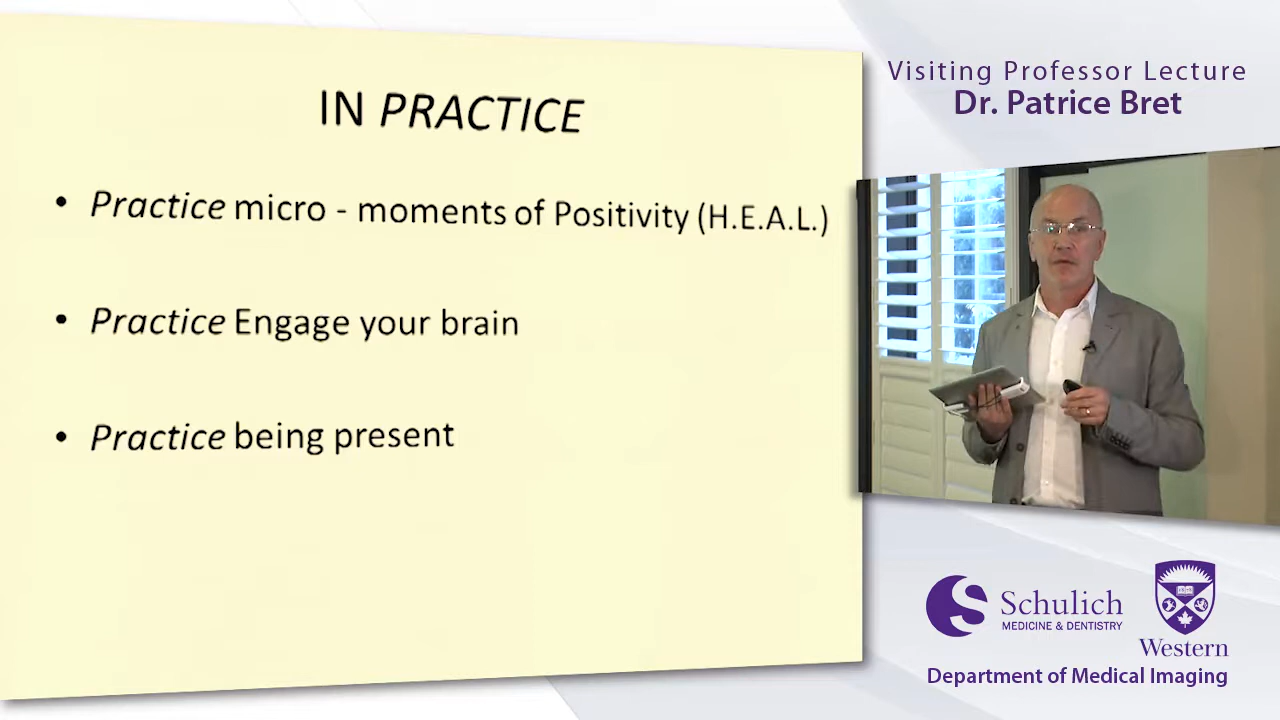 IN PRACTICE
• Practice micro - moments of Positivity (H.E.A.L.)
• Practice Engage your brain
• Practice being present
Visiting Professor Lecture
Dr. Patrice Bret
Schulich
MEDICINE & DENTISTRY
Western
Department of Medical Imaging